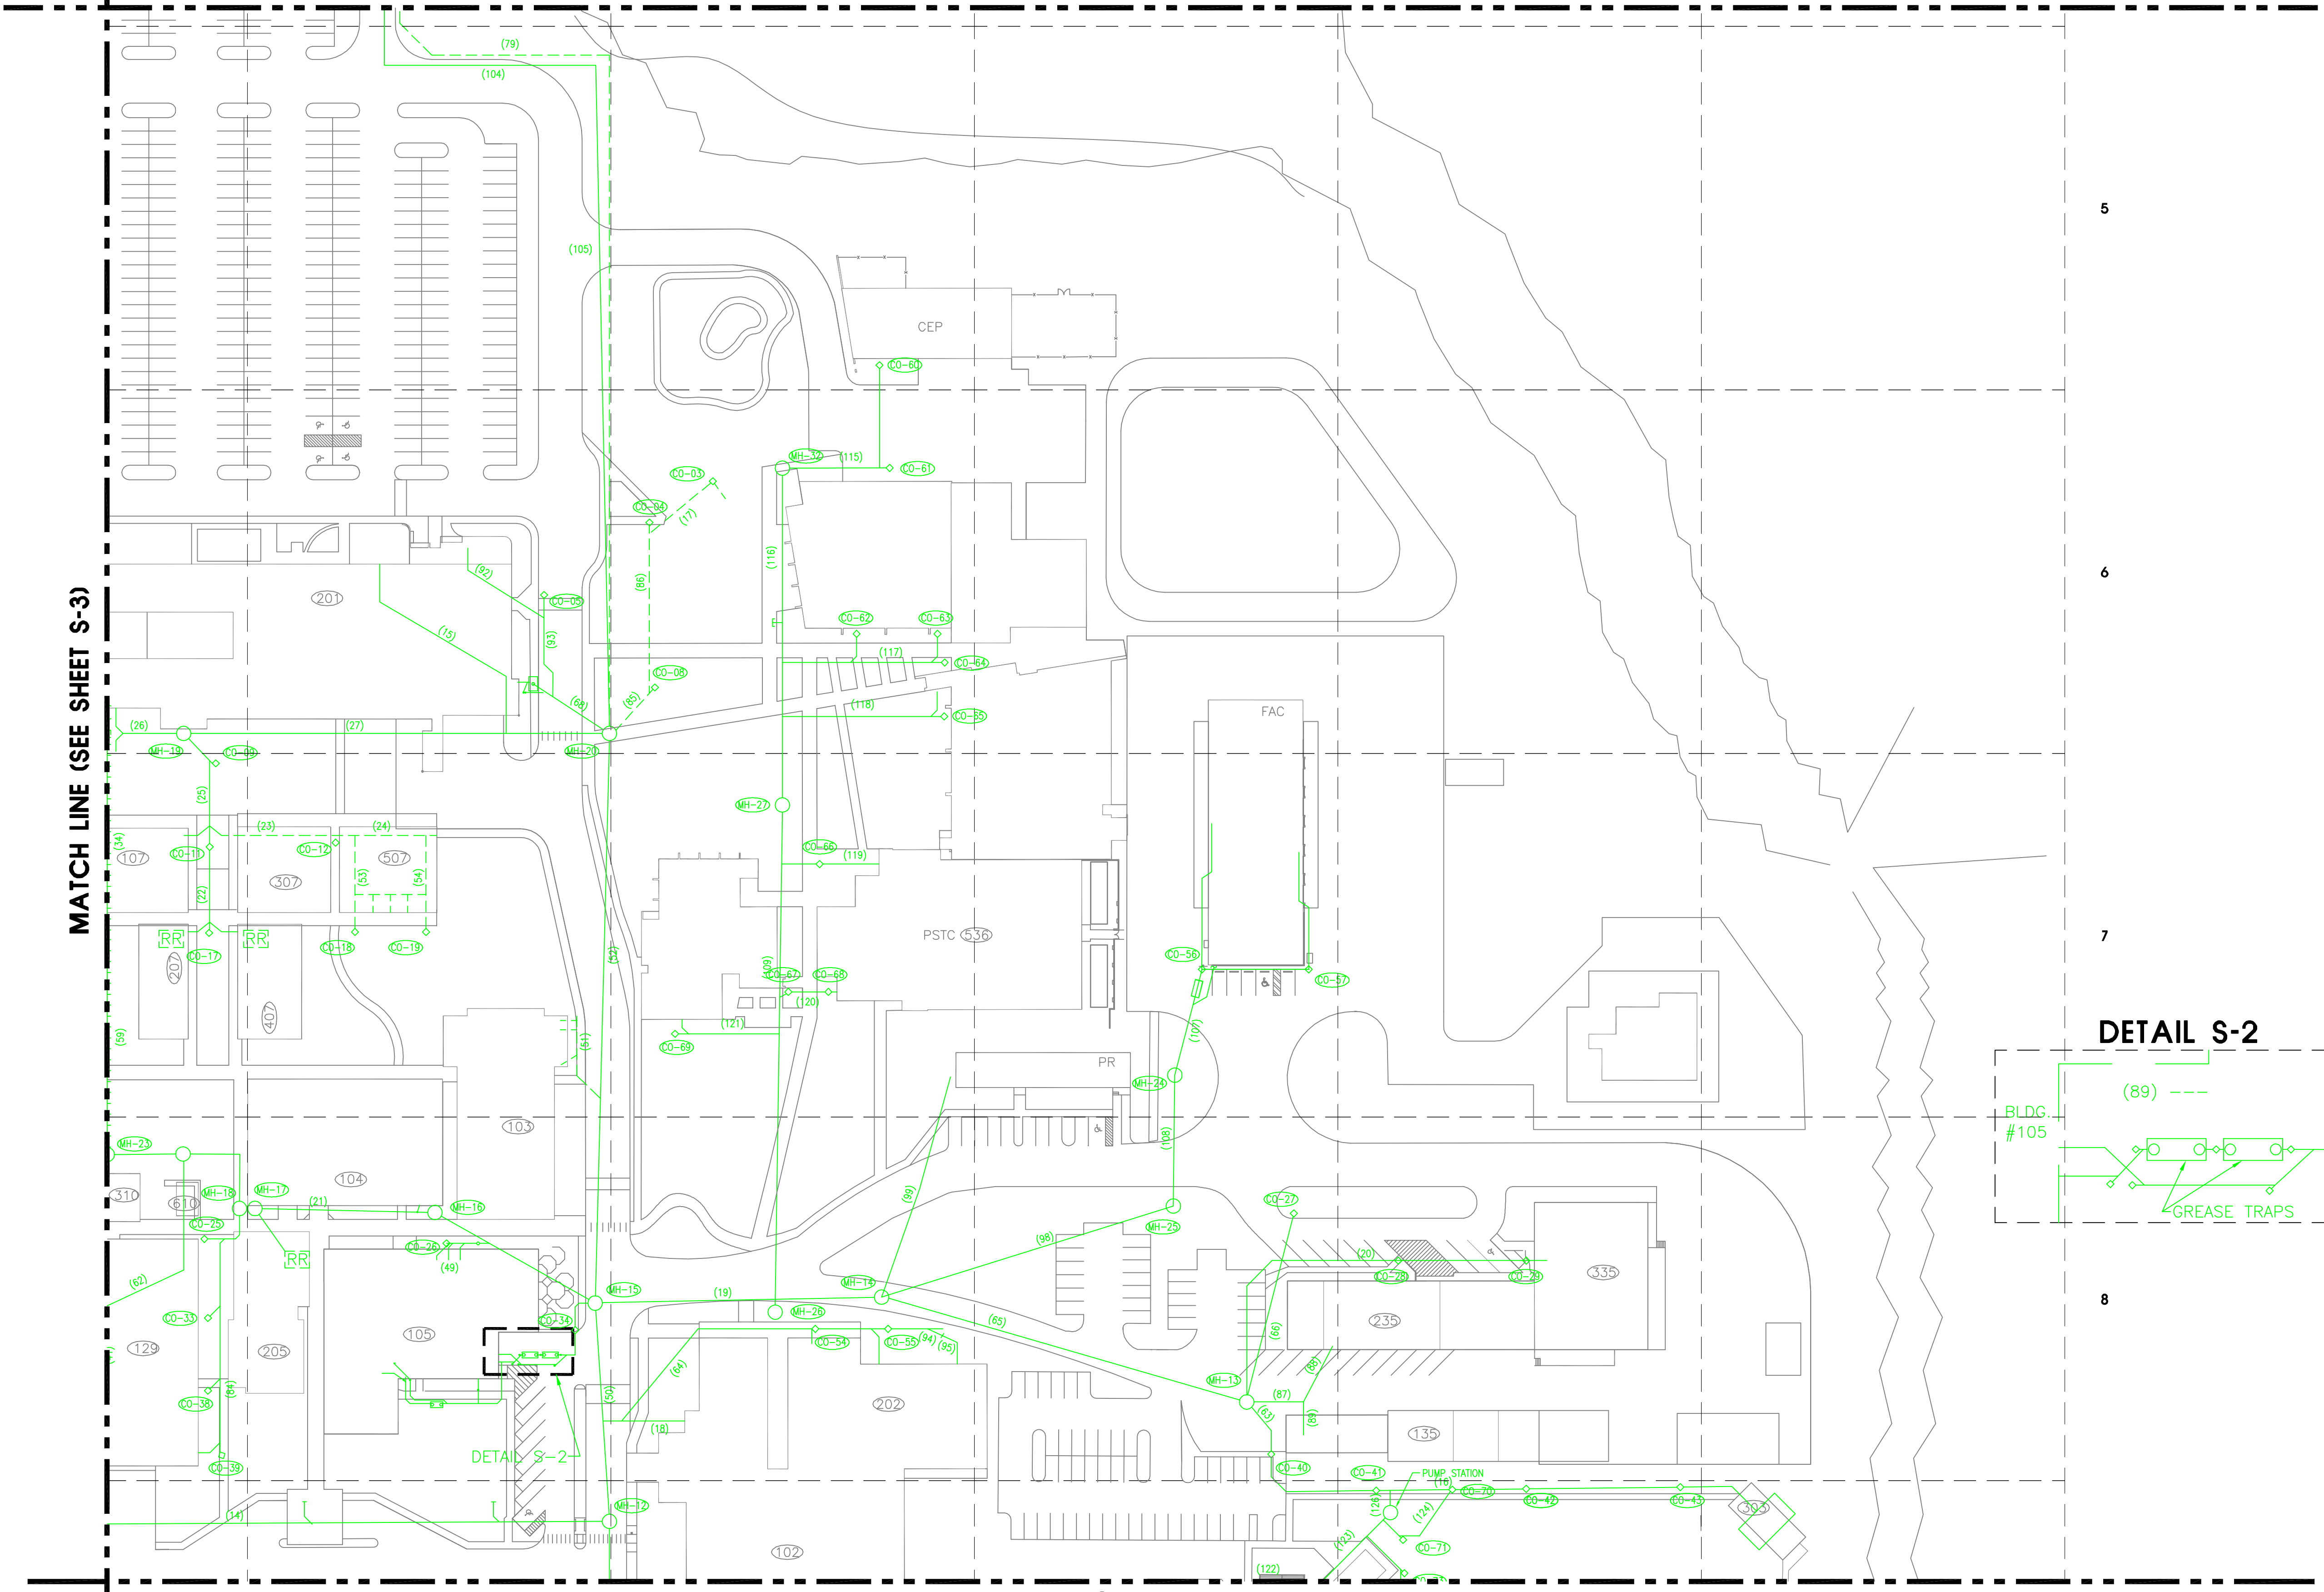 (79)
(104)
5
(105)
CEP
CO-60
CO-03
MH-32
(115)
CO-61
CO-04
(17)
(116)
MATCH LINE (SEE SHEET S-3)
6
(92)
(86)
201
CO-05
CO-62
CO-63
(15)
(93)
(117)
CO-64
CO-08
(68)
(85)
(118)
CO-65
FAC
(26)
(27)
MH-19
CO-09
MH-20
(25)
MH-27
(23)
(24)
(34)
107
CO-11
CO-12
507
CO-66
(119)
307
(53)
(54)
(22)
RR
RR
CO-18
CO-19
CO-17
207
(52)
PSTC 536
7
CO-56
(109)
CO-67
CO-68
CO-57
(120)
407
(59)
(51)
(121)
CO-69
(107)
DETAIL S-2
PR
MH-24
(89)
BLDG.
#105
GREASE TRAPS
103
(108)
MH-23
104
310
610
MH-18
MH-17
(21)
MH-16
CO-25
(99)
CO-27
MH-25
CO-26
(49)
RR
(98)
(20)
CO-28
CO-29
335
(62)
MH-14
MH-15
(19)
MH-26
8
CO-33
CO-34
105
CO-54
CO-55
(94)
(95)
(65)
(66)
235
129
205
(64)
(88)
MH-13
(84)
(87)
CO-38
(50)
202
(63)
(89)
(18)
135
DETAIL S-2
CO-39
CO-40
CO-41
PUMP STATION
(16)
CO-70
CO-42
CO-43
MH-12
(126)
(124)
303
(14)
(123)
CO-71
102
(122)